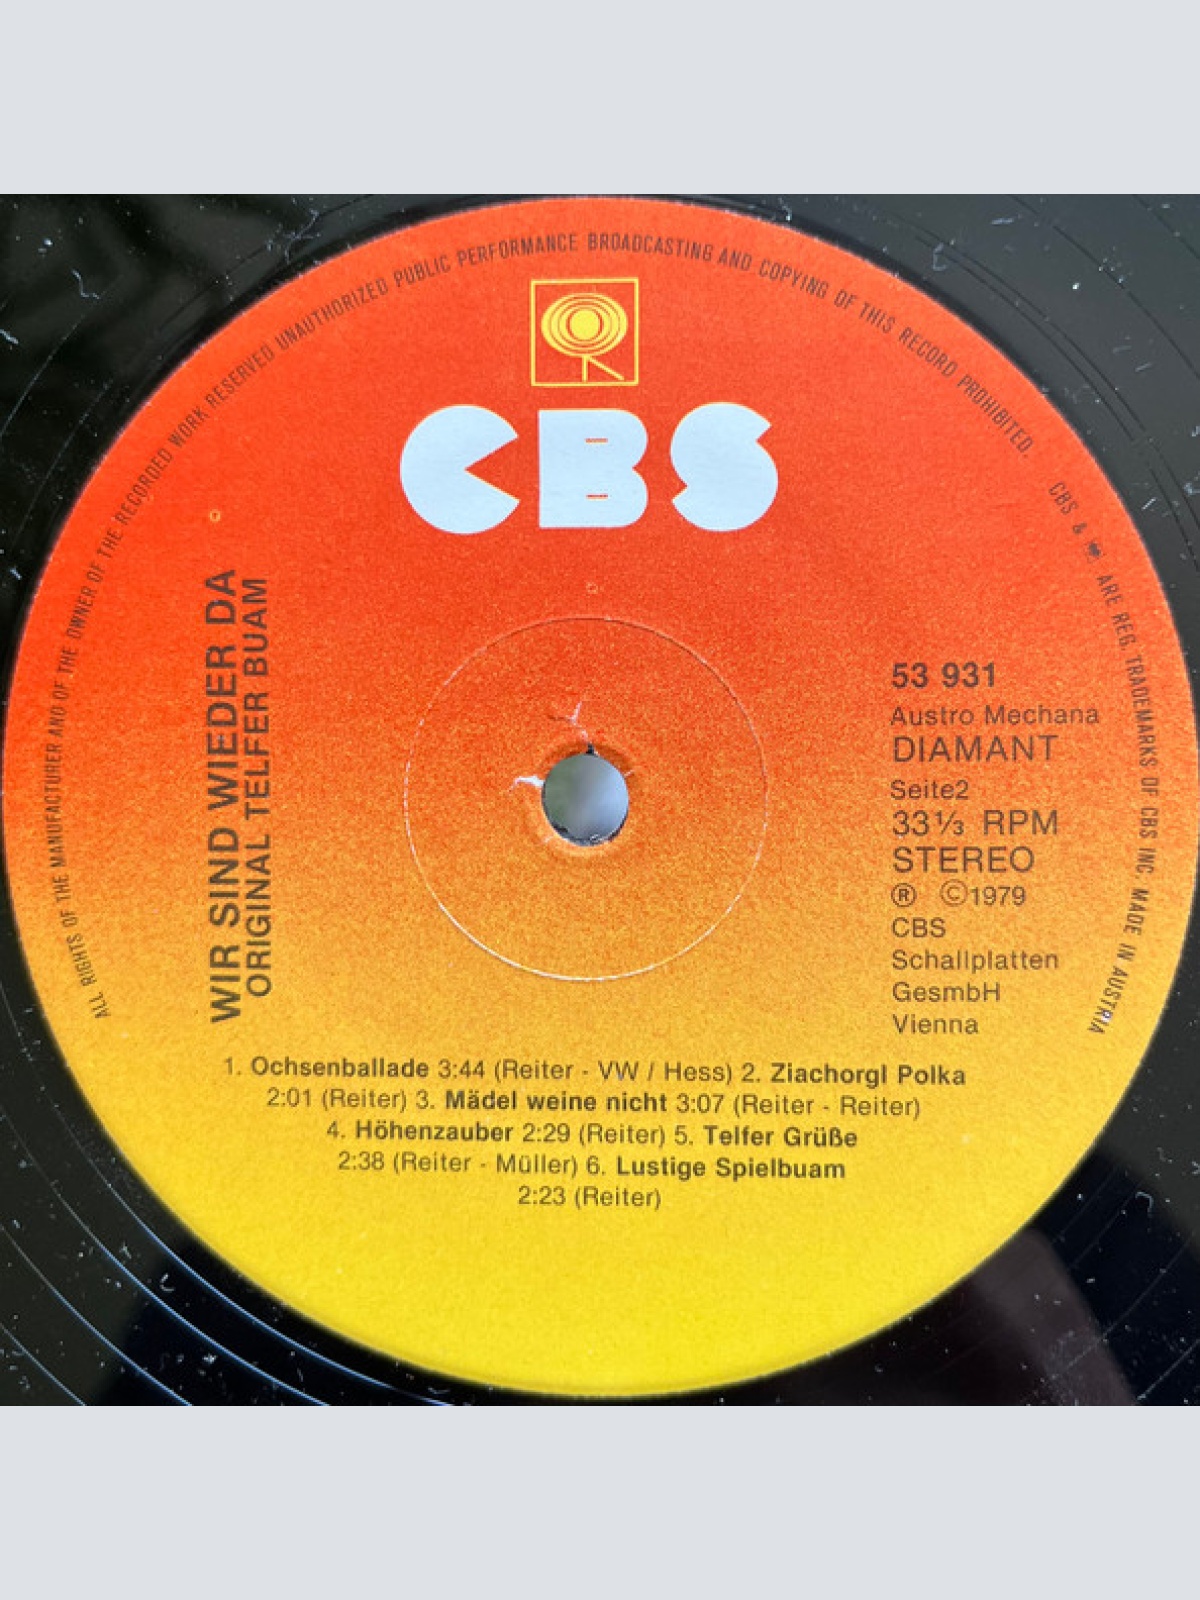 ALL RIGHTS OF THE MANUFACTURER AND OF THE OWNER OF THE RECORDED WORK RESERVED UNAUTHORIZED PUBLIC PERFORMANCE BROADCASTING AND COPYING OF THIS RECORD PROHIBITED.
CBS & ARE REG. TRADEMARKS OF CBS INC. MADE IN AUSTRIA
CBS
WIR SIND WIEDER DA
ORIGINAL TELFER BUAM
53 931
Austro Mechana
DIAMANT
Seite2
33⅓ RPM
STEREO
® ©1979
CBS
Schallplatten
GesmbH
Vienna
1. Ochsenballade 3:44 (Reiter - VW / Hess) 2. Ziachorgl Polka
2:01 (Reiter) 3. Mädel weine nicht 3:07 (Reiter - Reiter)
4. Höhenzauber 2:29 (Reiter) 5. Telfer Grüße
2:38 (Reiter - Müller) 6. Lustige Spielbuam
2:23 (Reiter)